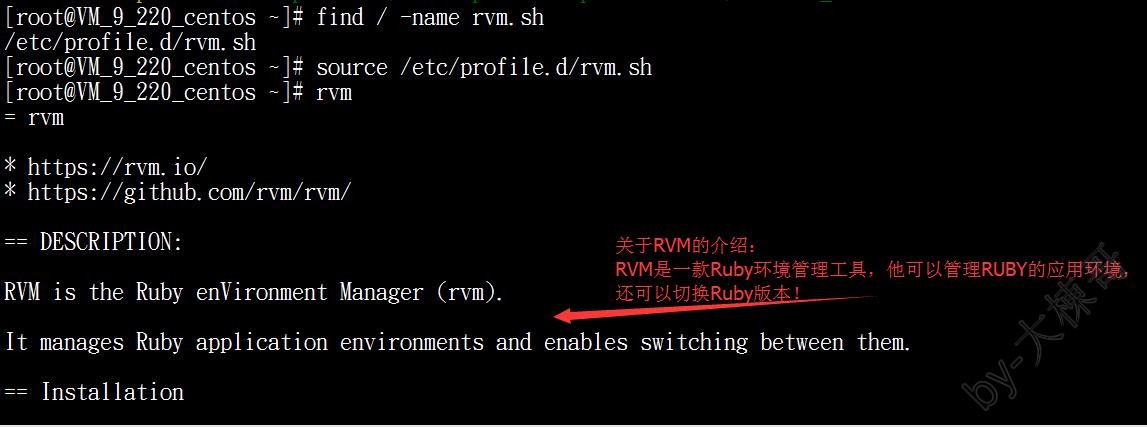 [root@VM_9_220_centos ~]# find / -name rvm.sh
/etc/profile.d/rvm.sh
[root@VM_9_220_centos ~]# source /etc/profile.d/rvm.sh
[root@VM_9_220_centos ~]# rvm
= rvm
* https://rvm.io/
* https://github.com/rvm/rvm/
== DESCRIPTION:
关于RVM的介绍：
RVM是一款Ruby环境管理工具，他可以管理RUBY的应用环境，
还可以切换Ruby版本！
RVM is the Ruby enVironment Manager (rvm).
It manages Ruby application environments and enables switching between them.
== Installation
by-大棟哥